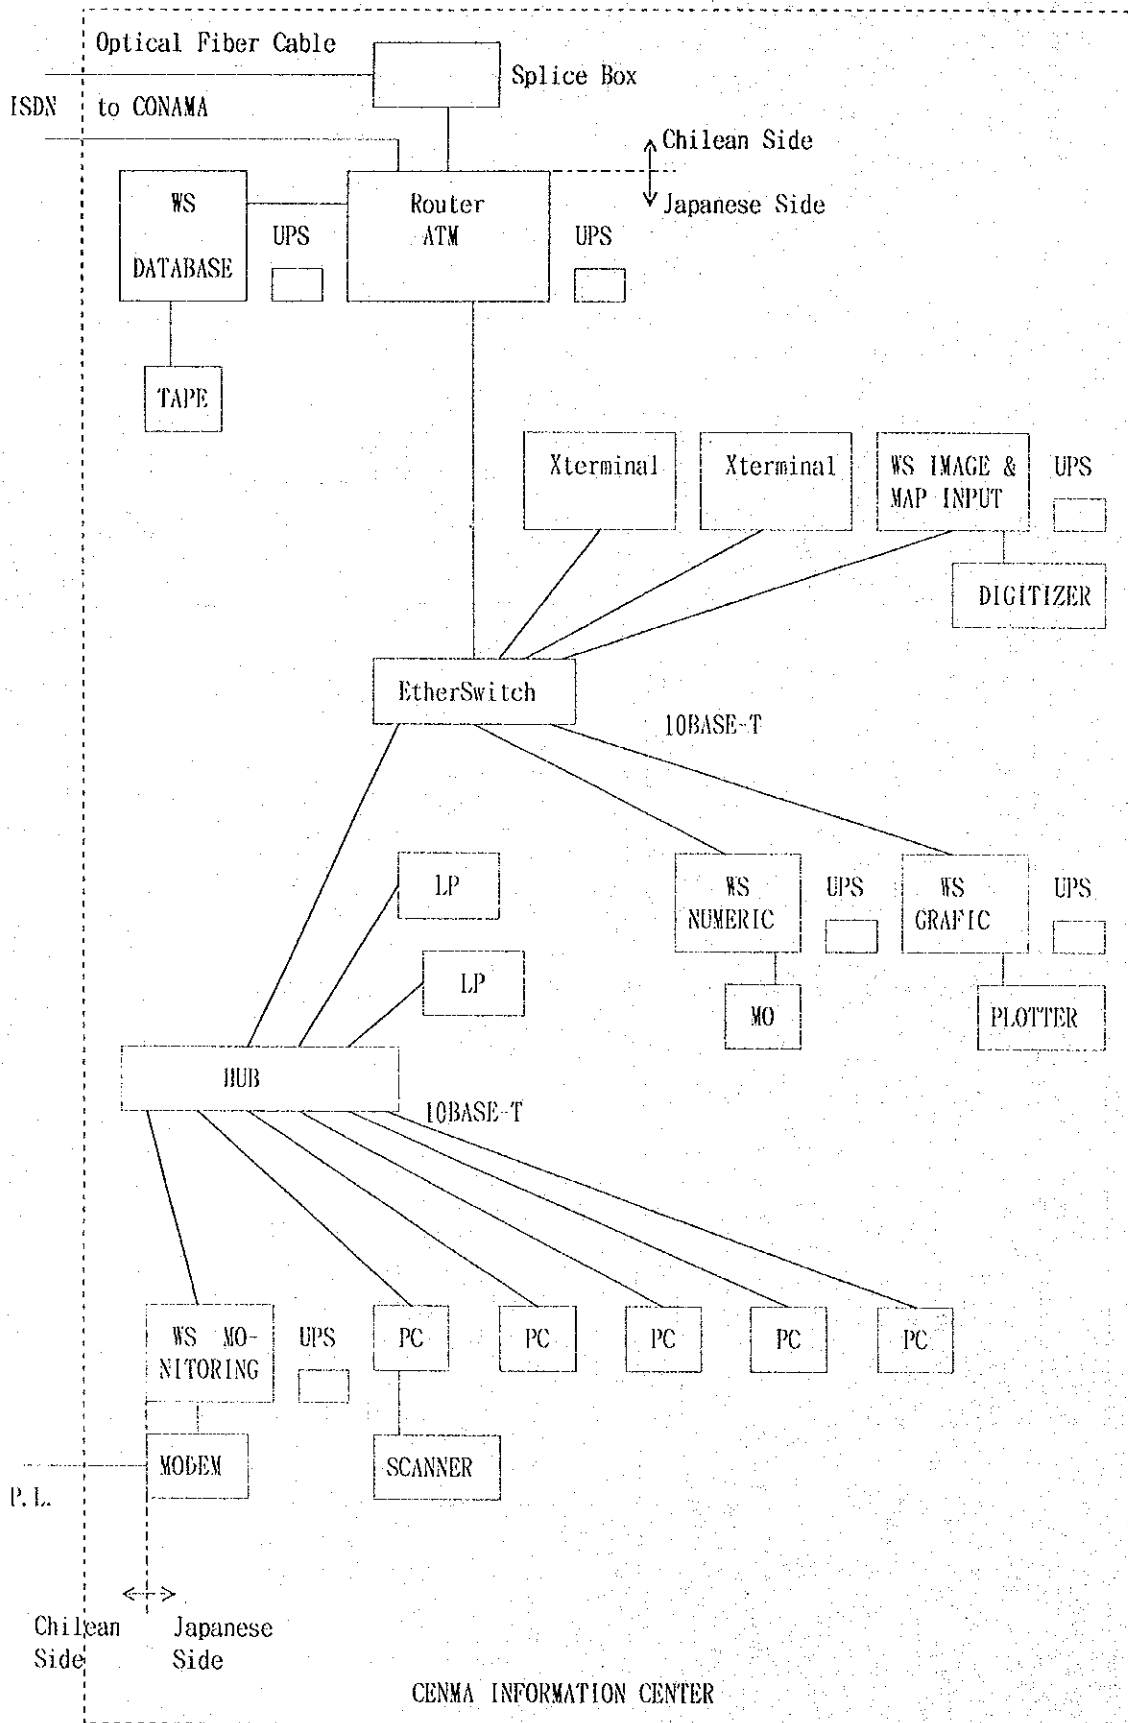 Optical Fiber Cable
Splice Box
ISDN to CONAMA
Chilean Side
Japanese Side
WS
DATABASE
UPS
Router
ATM
UPS
TAPE
Xterminal
Xterminal
WS IMAGE &
MAP INPUT
UPS
DIGITIZER
EtherSwitch
10BASE-T
LP
LP
WS
NUMERIC
UPS
WS
GRAFIC
UPS
MO
PLOTTER
HUB
10BASE-T
WS MO-
NITORING
UPS
PC
PC
PC
PC
PC
MODEM
SCANNER
P.L.
Chilean
Side
Japanese
Side
CENMA INFORMATION CENTER